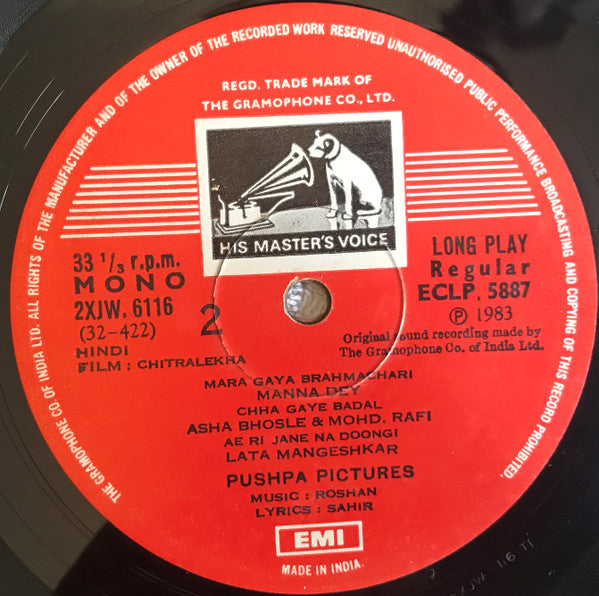 THE GRAMOPHONE CO. OF INDIA LTD. ALL RIGHTS OF THE MANUFACTURER AND OF THE OWNER OF THE RECORDED WORK RESERVED UNAUTHORISED PUBLIC PERFORMANCE BROADCASTING AND COPYING OF THIS RECORD PROHIBITED.
REGD. TRADE MARK OF
THE GRAMOPHONE CO., LTD.
HIS MASTER'S VOICE
33 1/3 r.p.m.
MONO
2XJW. 6116
(32-422)
2
HINDI
FILM : CHITRALEKHA
LONG PLAY
Regular
ECLP. 5887
℗ 1983
Original sound recording made by
The Gramophone Co. of India Ltd.
MARA GAYA BRAHMACHARI
MANNA DEY
CHHA GAYE BADAL
ASHA BHOSLE & MOHD. RAFI
AE RI JANE NA DOONGI
LATA MANGESHKAR
PUSHPA PICTURES
MUSIC : ROSHAN
LYRICS : SAHIR
EMI
MADE IN INDIA